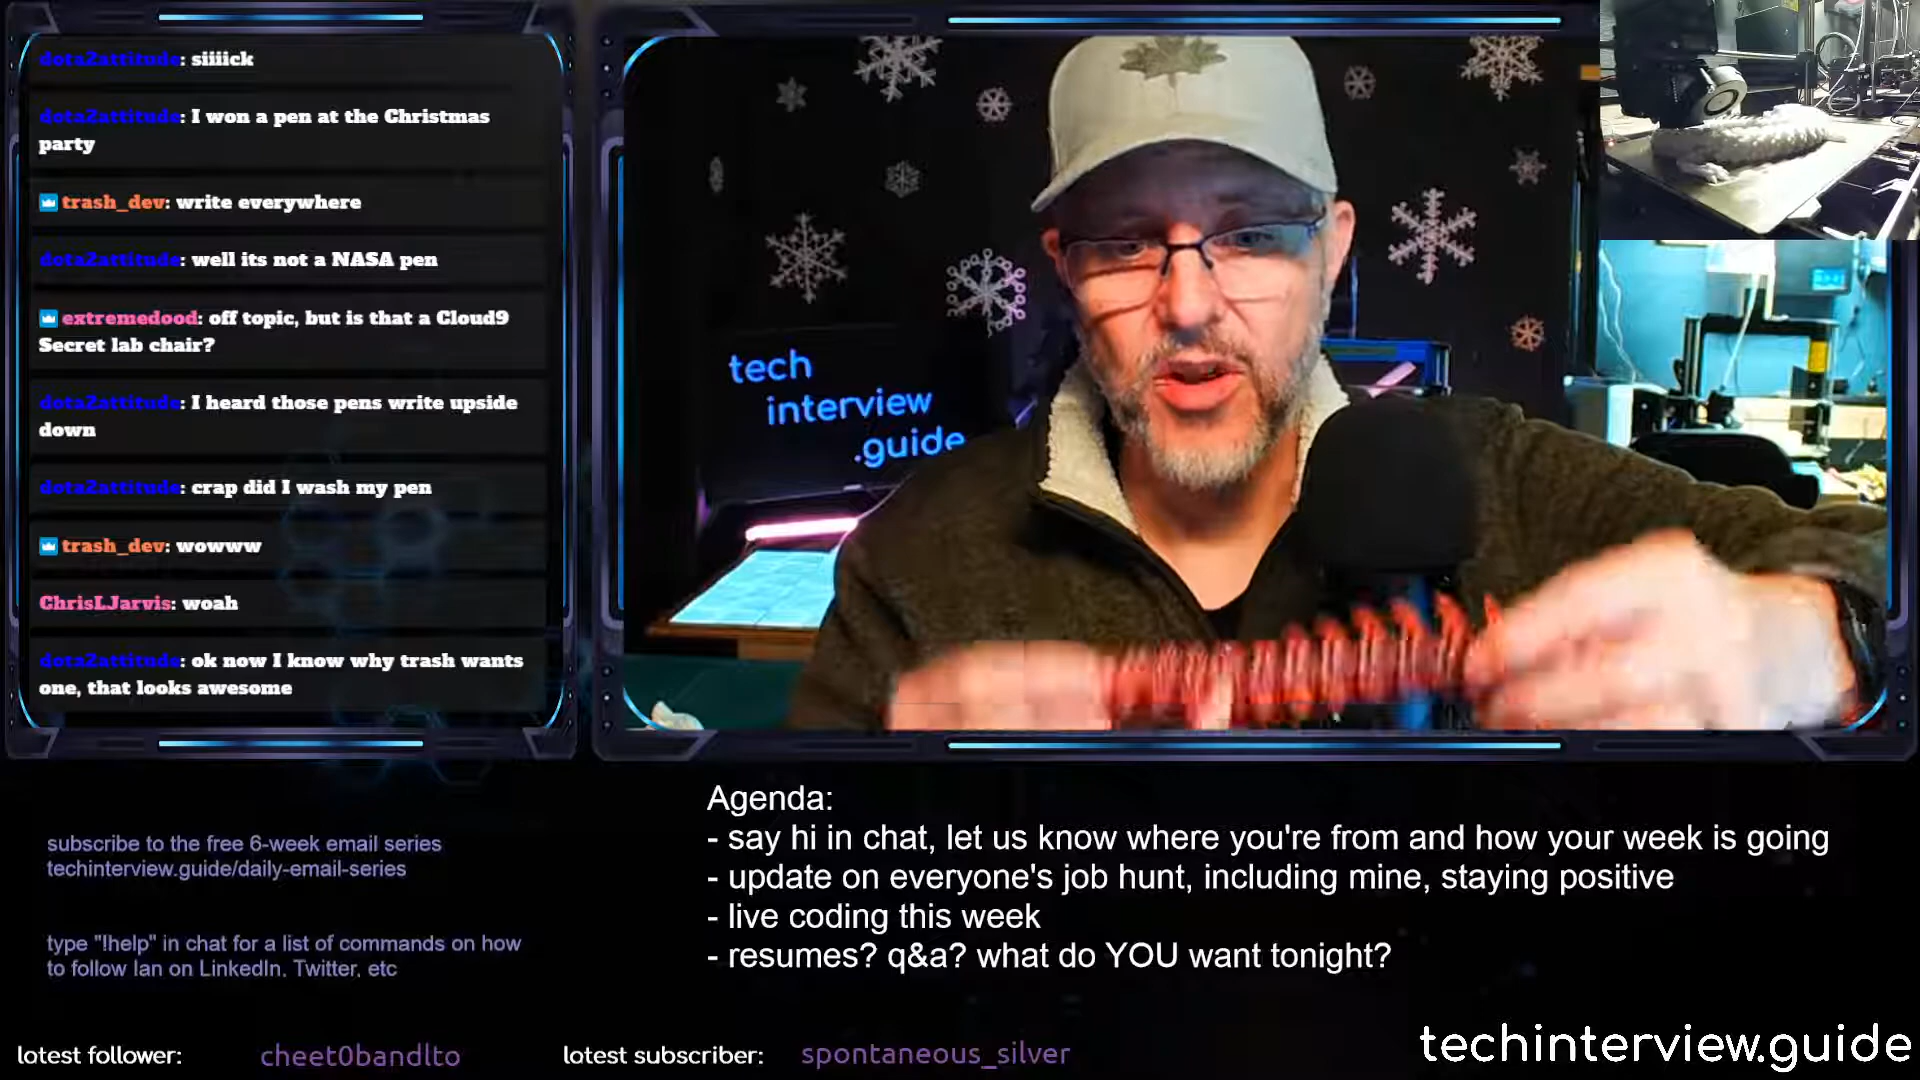 dota2attitude: siiiick
dota2attitude: I won a pen at the Christmas
party
trash_dev: write everywhere
dota2attitude: well its not a NASA pen
extremedood: off topic, but is that a Cloud9
Secret lab chair?
dota2attitude: I heard those pens write upside
down
dota2attitude: crap did I wash my pen
trash_dev: wowww
ChrisLJarvis: woah
dota2attitude: ok now I know why trash wants
one, that looks awesome
tech
interview
.guide
Agenda:
- say hi in chat, let us know where you're from and how your week is going
- update on everyone's job hunt, including mine, staying positive
- live coding this week
- resumes? q&a? what do YOU want tonight?
subscribe to the free 6-week email series
techinterview.guide/daily-email-series
type "!help" in chat for a list of commands on how
to follow Ian on LinkedIn, Twitter, etc
latest follower: cheet0bandlto
latest subscriber: spontaneous_silver
techinterview.guide